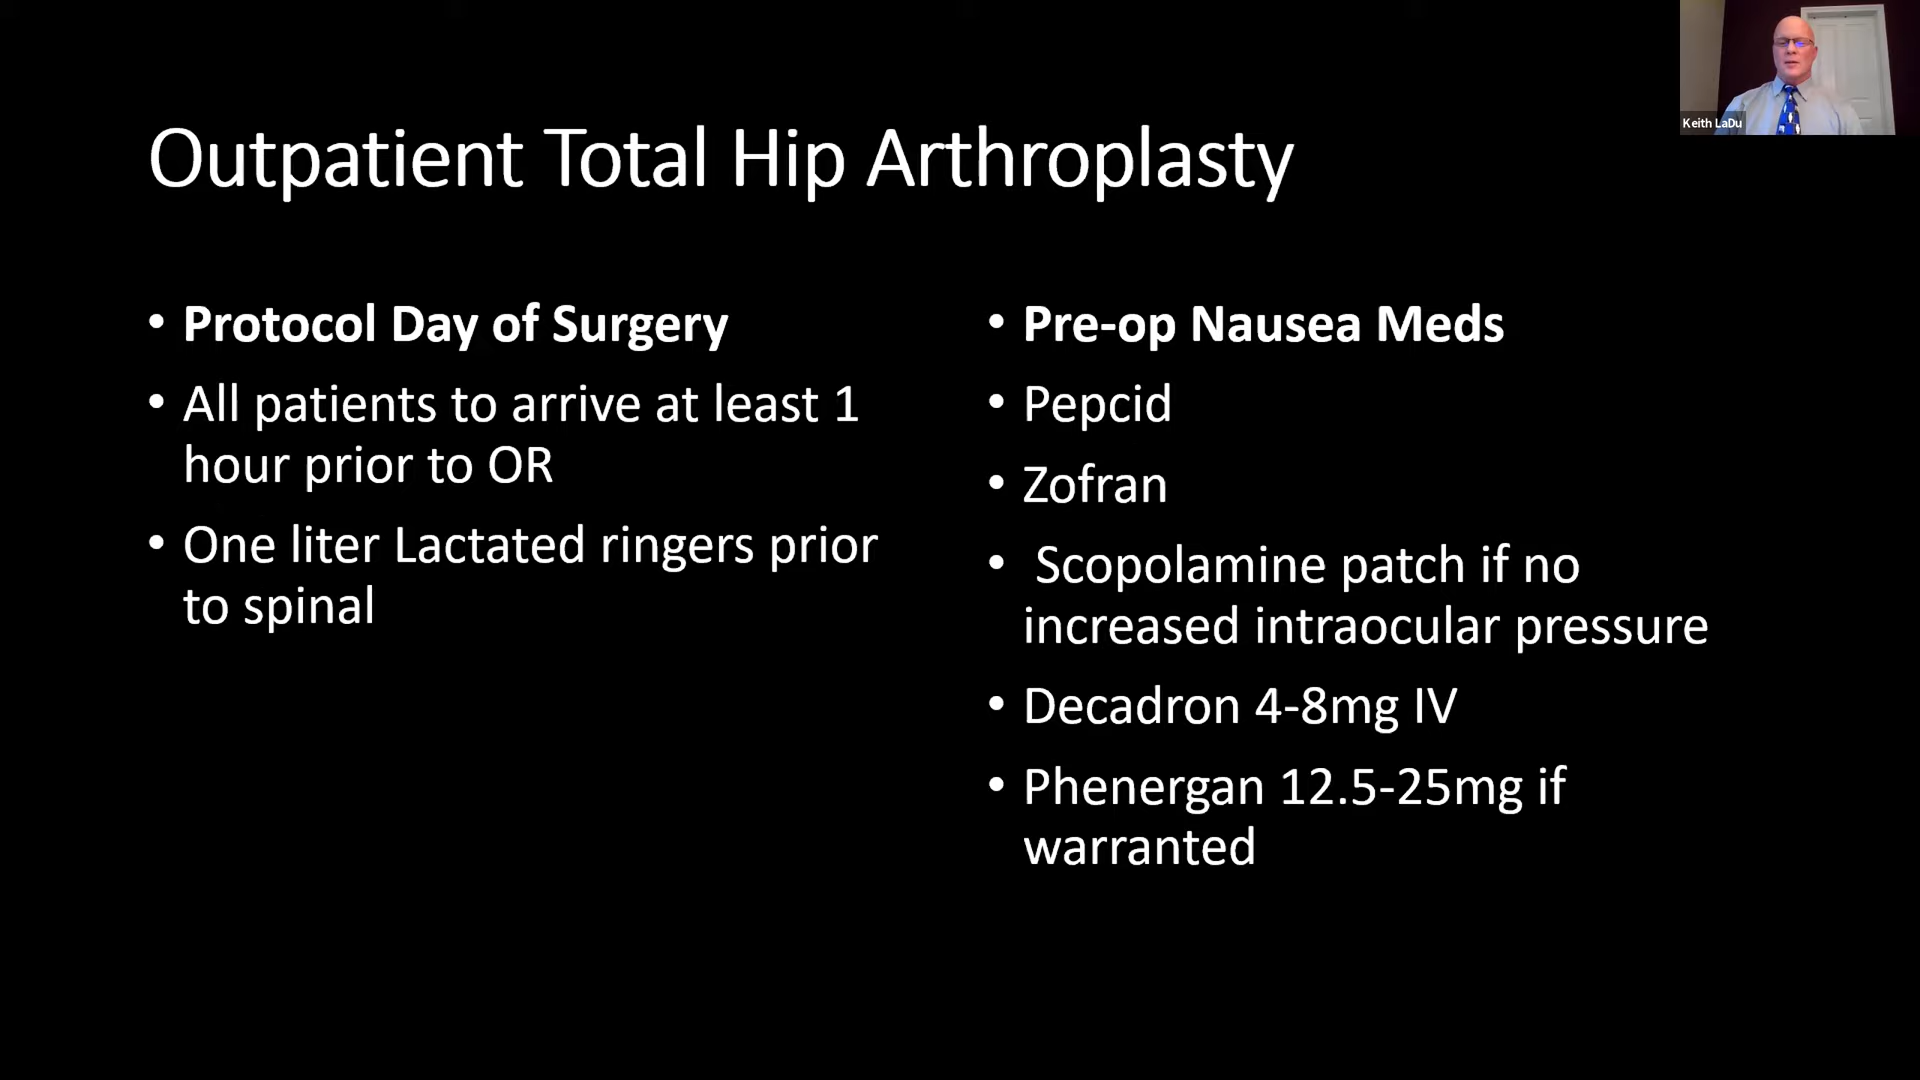 Outpatient Total Hip Arthroplasty
• Protocol Day of Surgery
• All patients to arrive at least 1
hour prior to OR
• One liter Lactated ringers prior
to spinal
• Pre-op Nausea Meds
• Pepcid
• Zofran
• Scopolamine patch if no
increased intraocular pressure
• Decadron 4-8mg IV
• Phenergan 12.5-25mg if
warranted
Keith LaDu